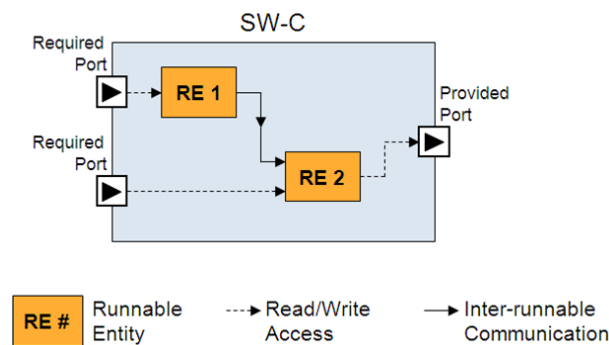 SW-C
Required
Port
RE 1
Provided
Port
Required
Port
RE 2
RE #
Runnable
Entity
Read/Write
Access
Inter-runnable
Communication